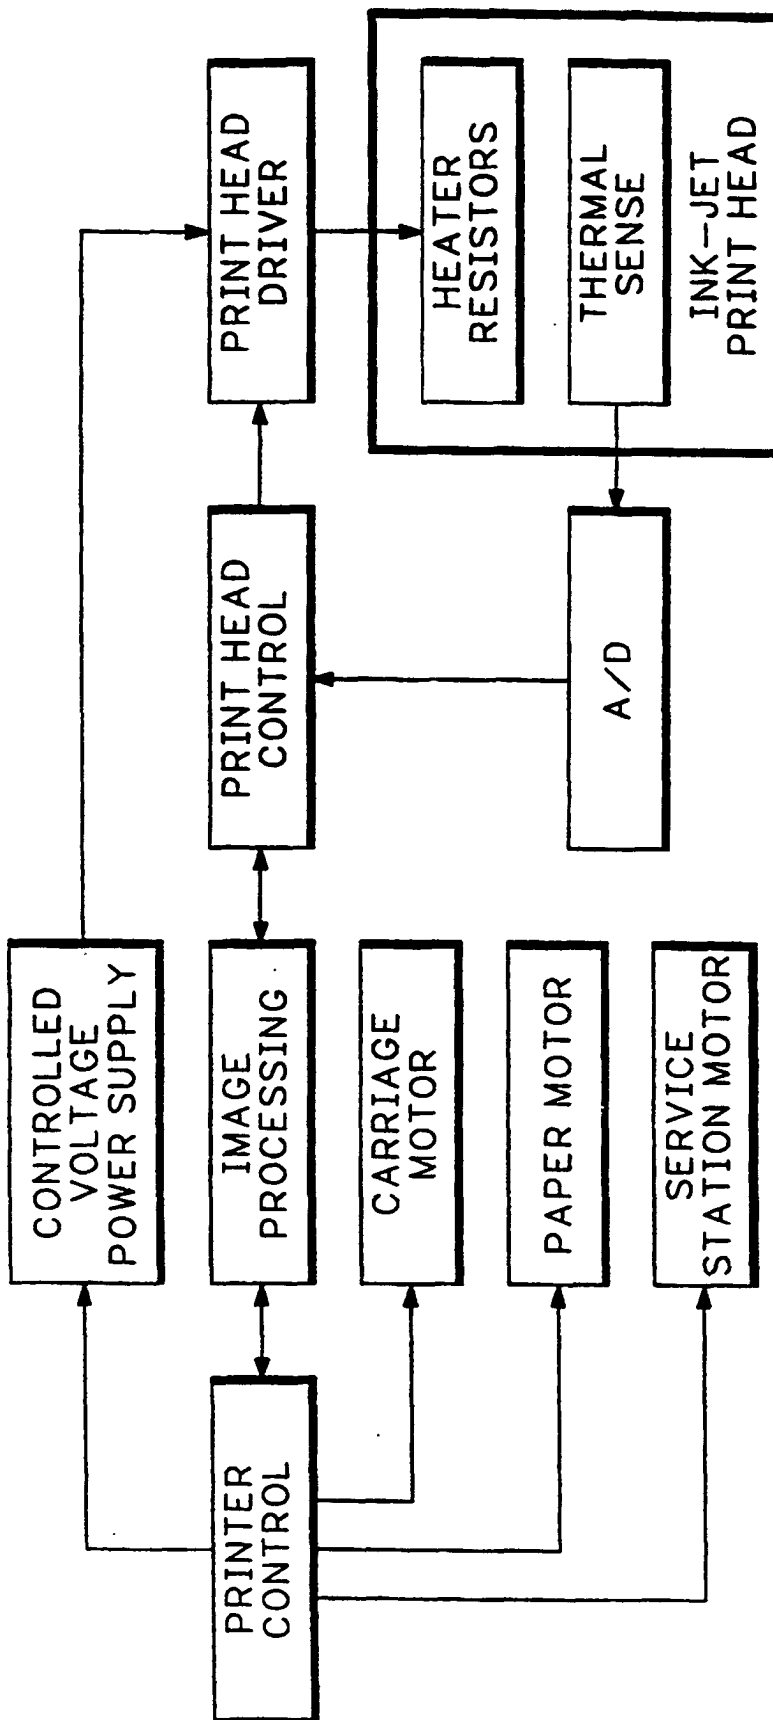 CONTROLLED
VOLTAGE
POWER SUPPLY
PRINTER
CONTROL
IMAGE
PROCESSING
PRINT HEAD
CONTROL
PRINT HEAD
DRIVER
CARRIAGE
MOTOR
HEATER
RESISTORS
PAPER MOTOR
A/D
THERMAL
SENSE
SERVICE
STATION MOTOR
INK-JET
PRINT HEAD